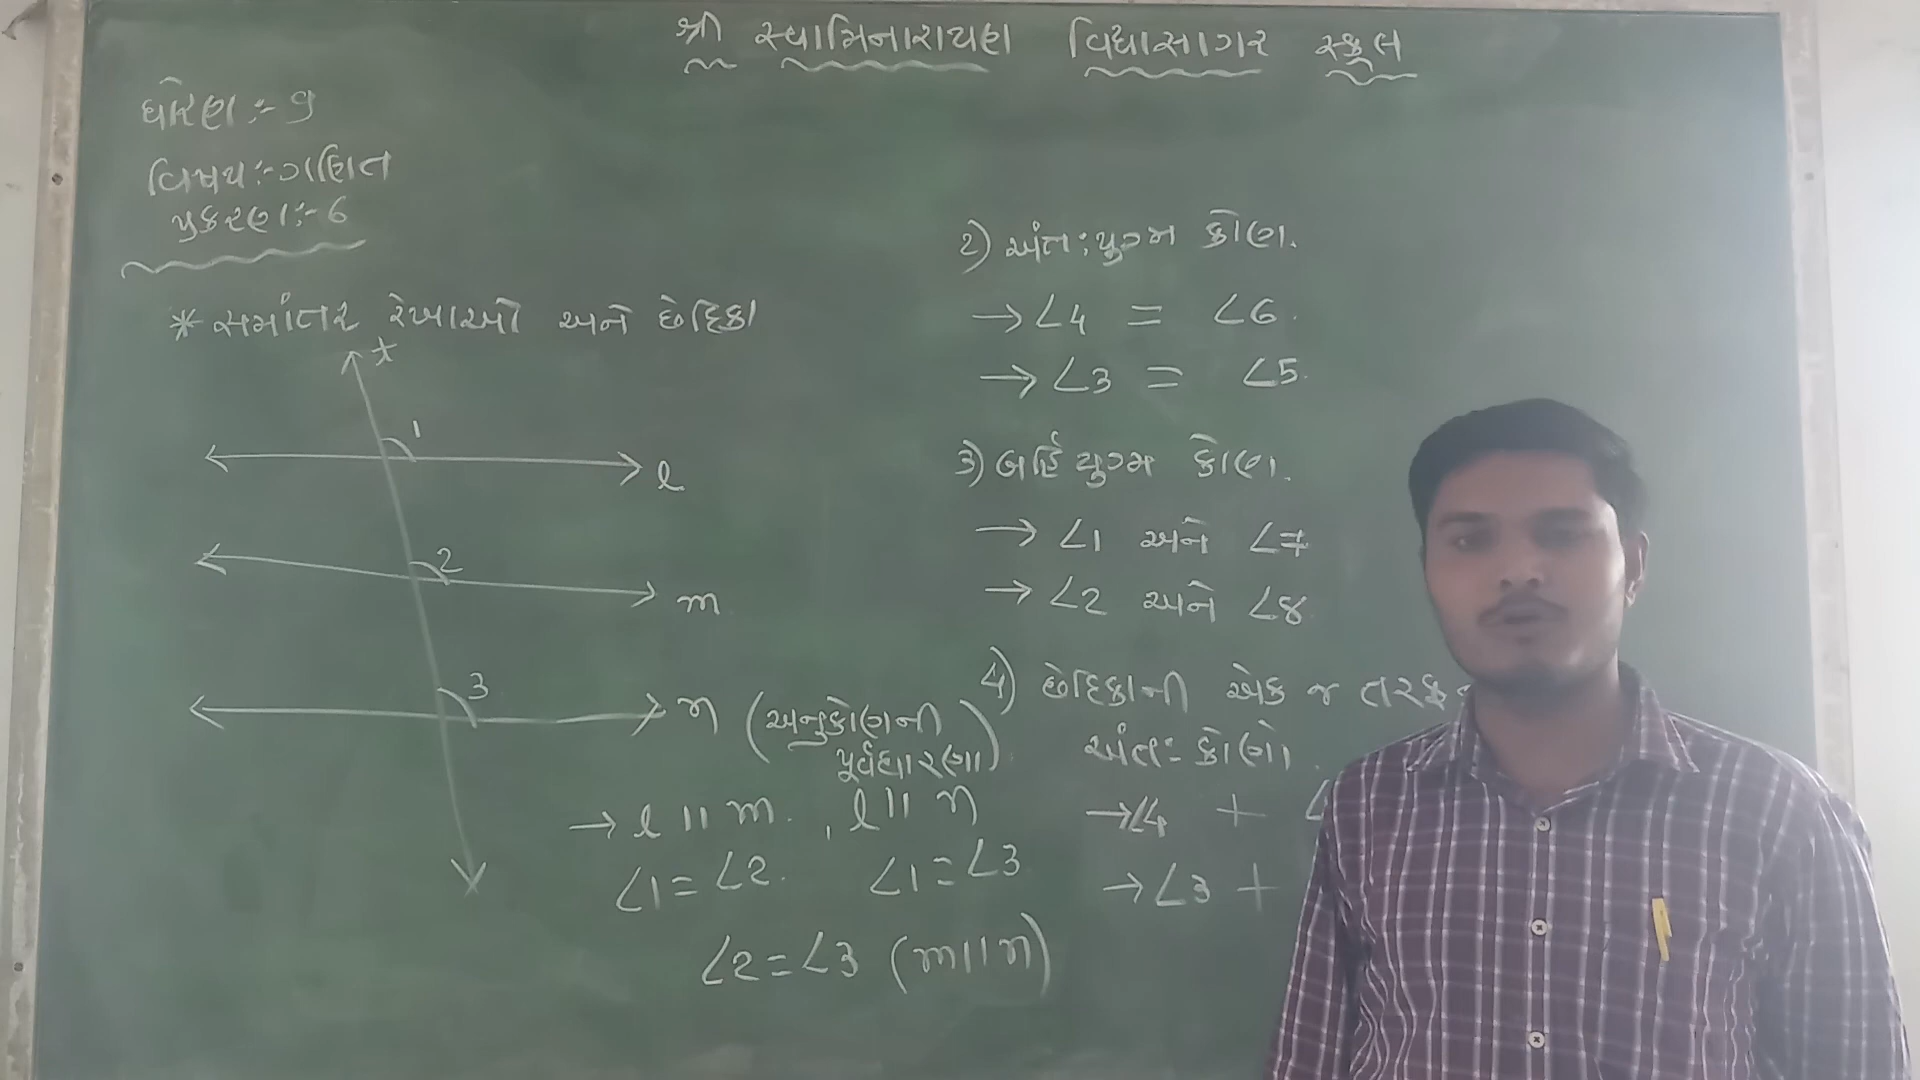 શ્રી સ્વામિનારાયણ વિદ્યાસાગર સ્કુલ
ધોરણ :- 9
વિષય :- ગણિત
પ્રકરણ :- 6
* સમાંતર રેખાઓ અને છેદિકા
t
1
l
2
m
3
n (અનુકોણની
પૂર્વધારણા)
→ l || m. , l || n
∠1 = ∠2. ∠1 = ∠3
∠2 = ∠3 (m || n)
2) અંત: યુગ્મ કોણ.
→ ∠4 = ∠6.
→ ∠3 = ∠5.
3) બર્હિ યુગ્મ કોણ.
→ ∠1 અને ∠7
→ ∠2 અને ∠8
4) છેદિકાની એક જ તરફ
અંત: કોણો.
→ ∠4 + ∠
→ ∠3 +